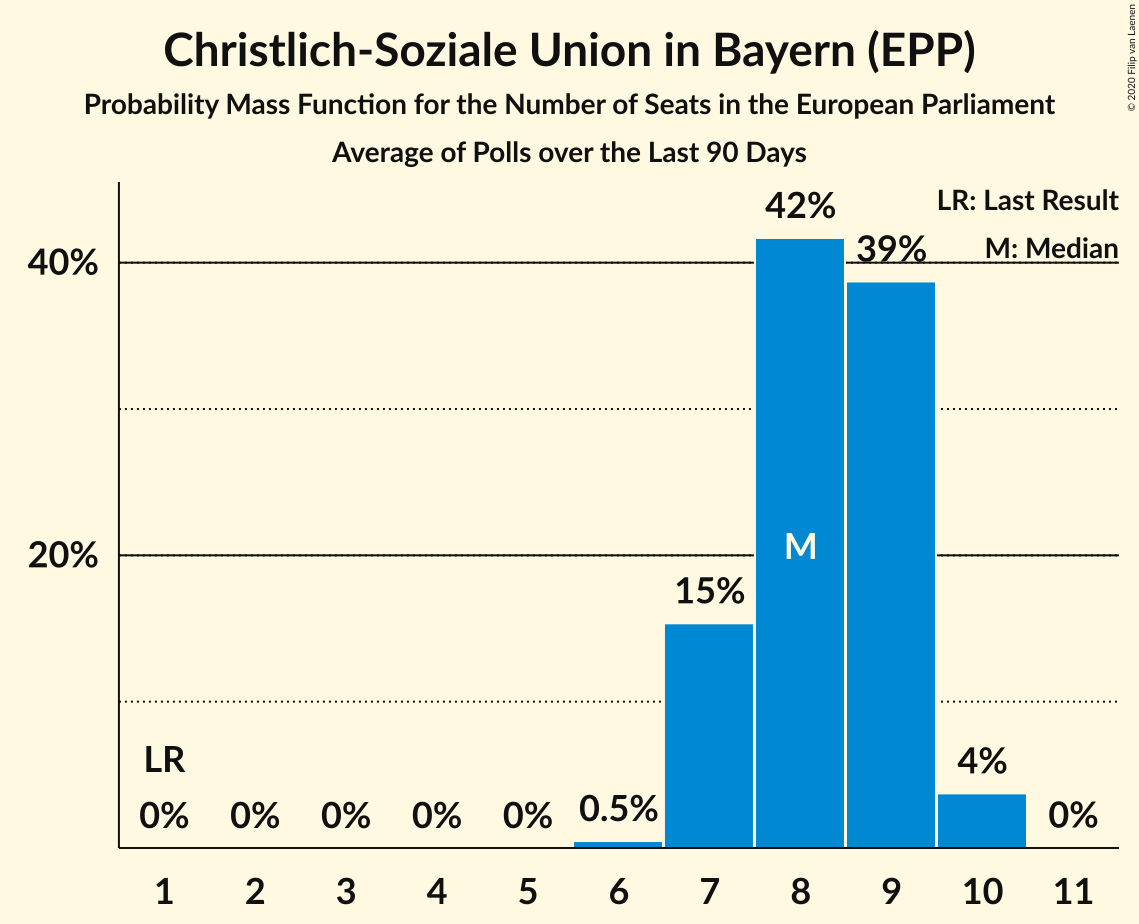 Christlich-Soziale Union in Bayern (EPP)
Probability Mass Function for the Number of Seats in the European Parliament
Average of Polls over the Last 90 Days
© 2020 Filip van Laenen
LR: Last Result
M: Median
40%
20%
LR
0%
0%
0%
0%
0%
0.5%
15%
42%
M
39%
4%
0%
1 2 3 4 5 6 7 8 9 10 11